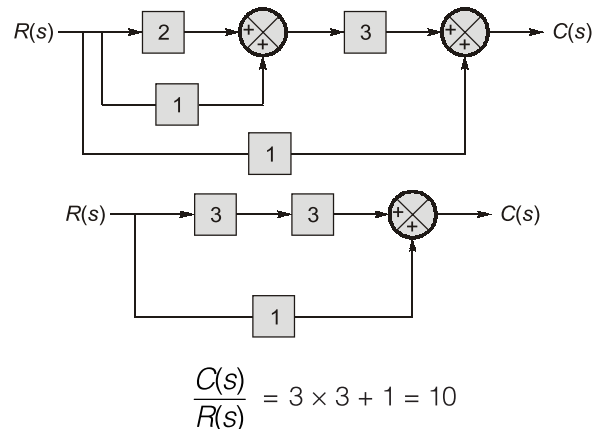 R(s) 2 + + 3 + + C(s)
1
1
R(s) 3 3 + + C(s)
1
C(s)/R(s) = 3 × 3 + 1 = 10